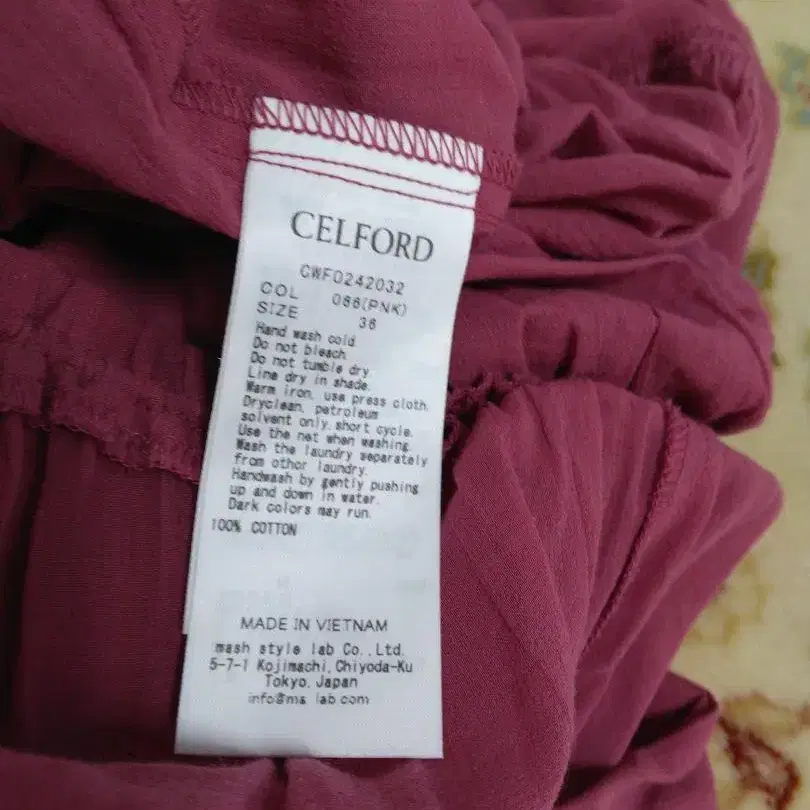 CELFORD
CWF0242032
COL 086(PNK)
SIZE 36
Hand wash cold
Do not bleach
Do not tumble dry
Line dry in shade.
Warm iron, use press cloth.
Dryclean, petroleum
solvent only, short cycle.
Use the net when washing.
Wash the laundry separately
from other laundry.
Handwash by gently pushing
up and down in water.
Dark colors may run.
100% COTTON
MADE IN VIETNAM
mash style lab Co., Ltd.
5-7-1 Kojimachi, Chiyoda-Ku
Tokyo, Japan
info@ms lab.com